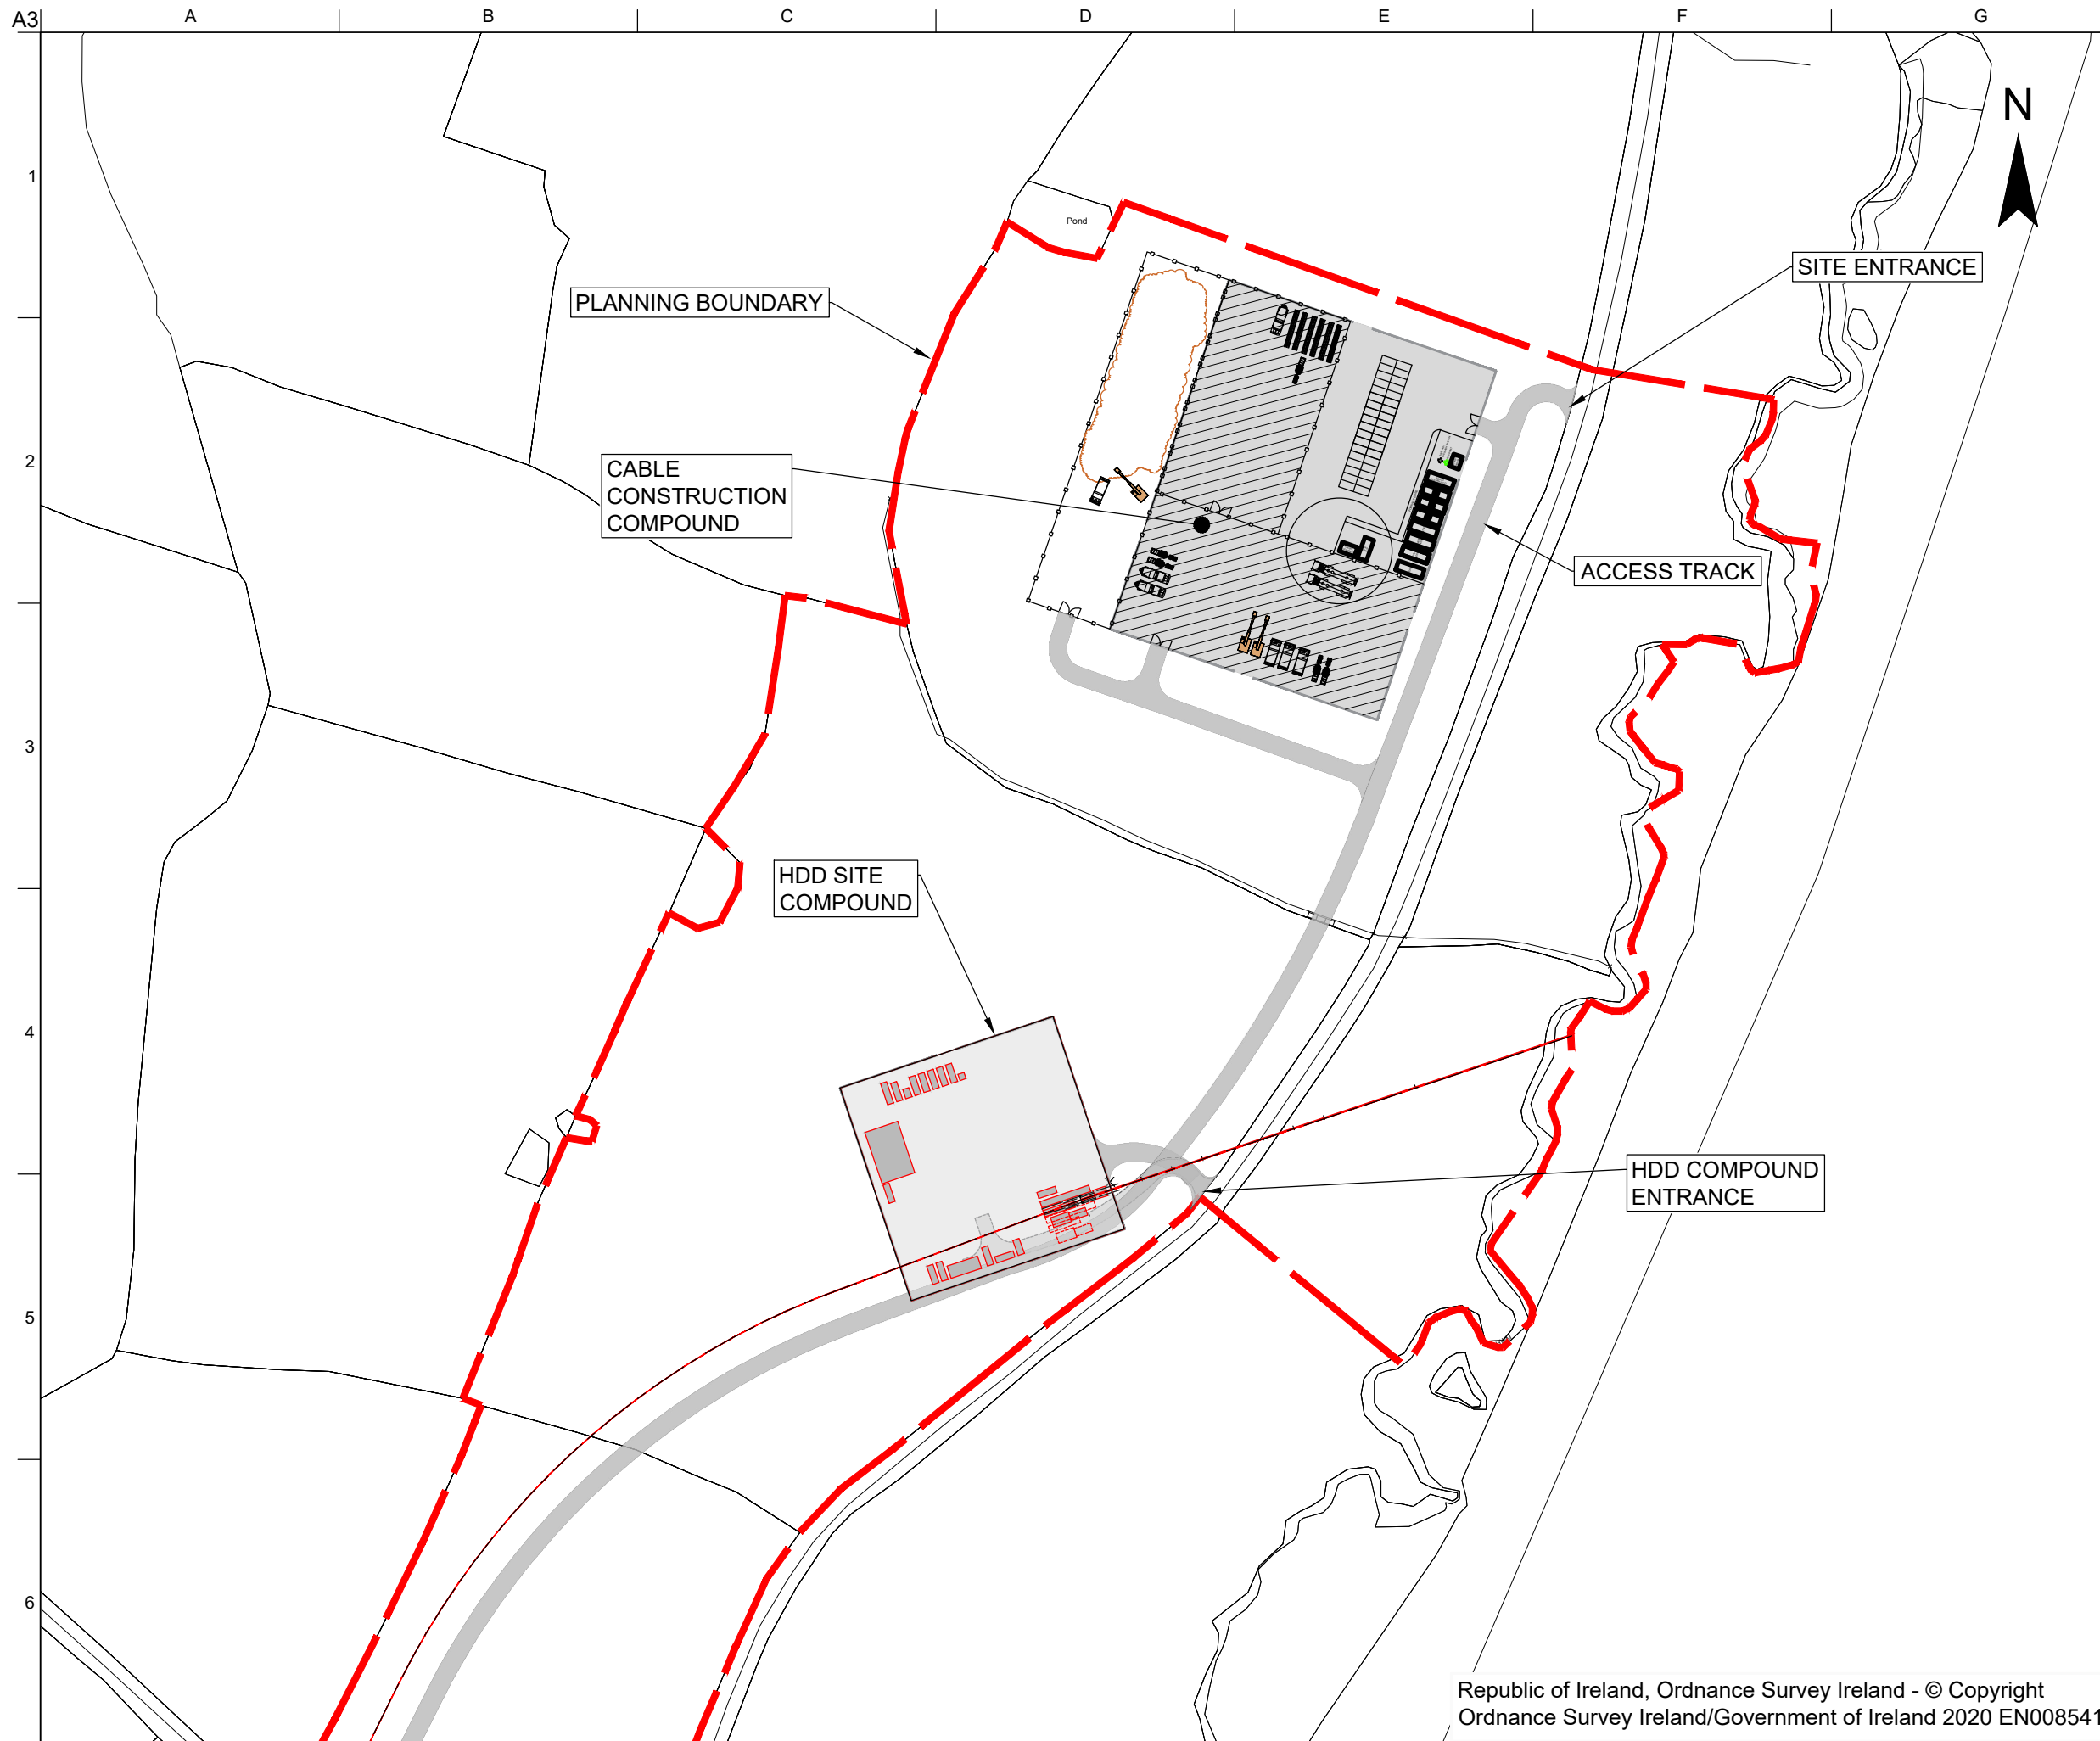 A3
A B C D E F G
N
1
Pond
SITE ENTRANCE
PLANNING BOUNDARY
2
CABLE
CONSTRUCTION
COMPOUND
ACCESS TRACK
3
HDD SITE
COMPOUND
4
HDD COMPOUND
ENTRANCE
5
6
Republic of Ireland, Ordnance Survey Ireland - © Copyright
Ordnance Survey Ireland/Government of Ireland 2020 EN008541